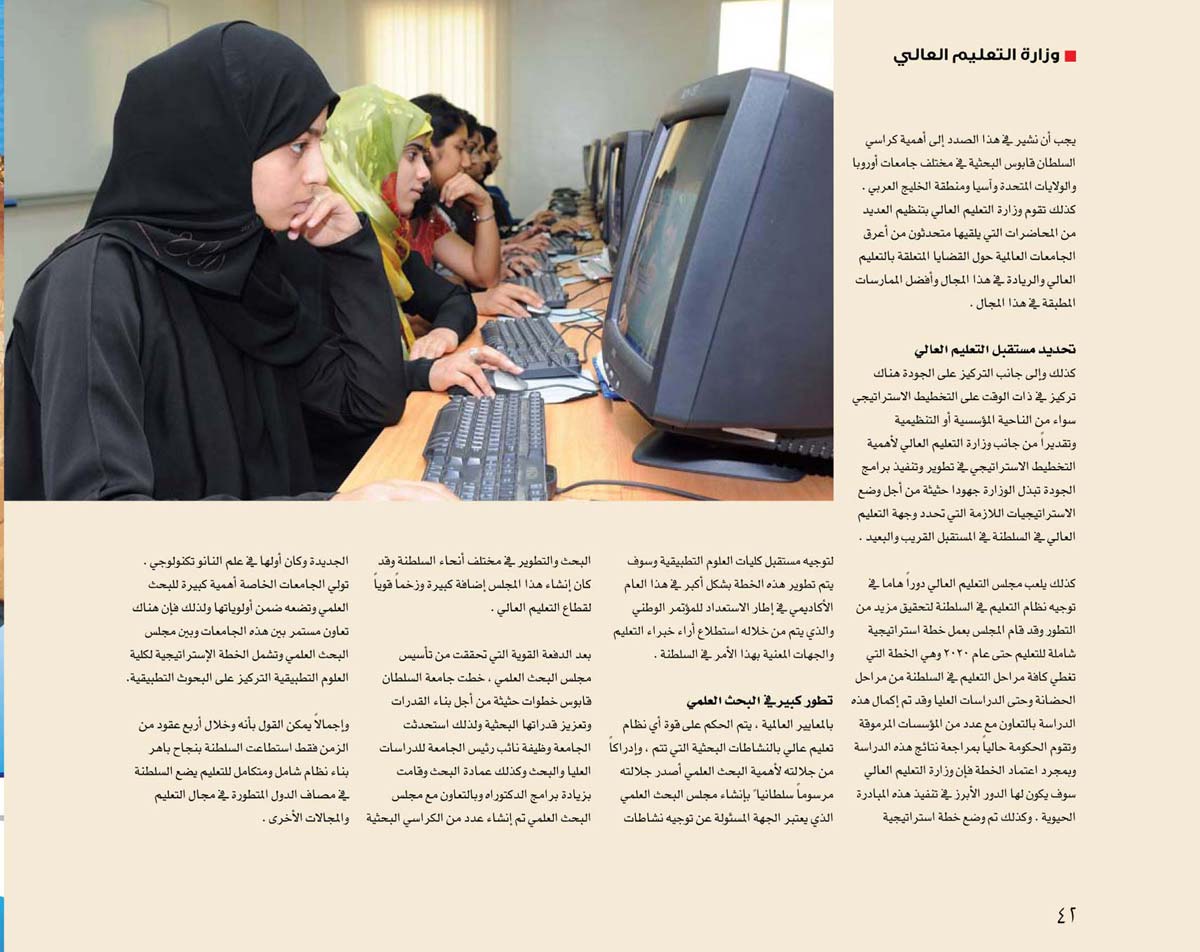 وزارة التعليم العالي
يجب أن نشير في هذا الصدد إلى أهمية كراسي
السلطان قابوس البحثية في مختلف جامعات أوروبا
والولايات المتحدة وآسيا ومنطقة الخليج العربي .
كذلك تقوم وزارة التعليم العالي بتنظيم العديد
من المحاضرات التي يلقيها متحدثون من أعرق
الجامعات العالمية حول القضايا المتعلقة بالتعليم
العالي والريادة في هذا المجال وأفضل الممارسات
المطبقة في هذا المجال .
تحديد مستقبل التعليم العالي
كذلك وإلى جانب التركيز على الجودة هناك
تركيز في ذات الوقت على التخطيط الاستراتيجي
سواء من الناحية المؤسسية أو التنظيمية
وتقديراً من جانب وزارة التعليم العالي لأهمية
التخطيط الاستراتيجي في تطوير وتنفيذ برامج
الجودة تبذل الوزارة جهودا حثيثة من أجل وضع
الاستراتيجيات اللازمة التي تحدد وجهة التعليم
العالي في السلطنة في المستقبل القريب والبعيد .
كذلك يلعب مجلس التعليم العالي دوراً هاما في
توجيه نظام التعليم في السلطنة لتحقيق مزيد من
التطور وقد قام المجلس بعمل خطة استراتيجية
شاملة للتعليم حتى عام ٢٠٢٠ وهي الخطة التي
تغطي كافة مراحل التعليم في السلطنة من مراحل
الحضانة وحتى الدراسات العليا وقد تم إكمال هذه
الدراسة بالتعاون مع عدد من المؤسسات المرموقة
وتقوم الحكومة حالياً بمراجعة نتائج هذه الدراسة
وبمجرد اعتماد الخطة فإن وزارة التعليم العالي
سوف يكون لها الدور الأبرز في تنفيذ هذه المبادرة
الحيوية . وكذلك تم وضع خطة استراتيجية
لتوجيه مستقبل كليات العلوم التطبيقية وسوف
يتم تطوير هذه الخطة بشكل أكبر في هذا العام
الأكاديمي في إطار الاستعداد للمؤتمر الوطني
والذي يتم من خلاله استطلاع أراء خبراء التعليم
والجهات المعنية بهذا الأمر في السلطنة .
تطور كبير في البحث العلمي
بالمعايير العالمية ، يتم الحكم على قوة أي نظام
تعليم عالي بالنشاطات البحثية التي تتم ، وإدراكاً
من جلالته لأهمية البحث العلمي أصدر جلالته
مرسوماً سلطانياً بإنشاء مجلس البحث العلمي
الذي يعتبر الجهة المسئولة عن توجيه نشاطات
البحث والتطوير في مختلف أنحاء السلطنة وقد
كان إنشاء هذا المجلس إضافة كبيرة وزخماً قوياً
لقطاع التعليم العالي .
بعد الدفعة القوية التي تحققت من تأسيس
مجلس البحث العلمي ، خطت جامعة السلطان
قابوس خطوات حثيثة من أجل بناء القدرات
وتعزيز قدراتها البحثية ولذلك استحدثت
الجامعة وظيفة نائب رئيس الجامعة للدراسات
العليا والبحث وكذلك عمادة البحث وقامت
بزيادة برامج الدكتوراه وبالتعاون مع مجلس
البحث العلمي تم إنشاء عدد من الكراسي البحثية
الجديدة وكان أولها في علم النانو تكنولوجي .
تولي الجامعات الخاصة أهمية كبيرة للبحث
العلمي وتضعه ضمن أولوياتها ولذلك فإن هناك
تعاون مستمر بين هذه الجامعات وبين مجلس
البحث العلمي وتشمل الخطة الإستراتيجية لكلية
العلوم التطبيقية التركيز على البحوث التطبيقية.
وإجمالاً يمكن القول بأنه وخلال أربع عقود من
الزمن فقط استطاعت السلطنة بنجاح باهر
بناء نظام شامل ومتكامل للتعليم يضع السلطنة
في مصاف الدول المتطورة في مجال التعليم
والمجالات الأخرى .
٤٢